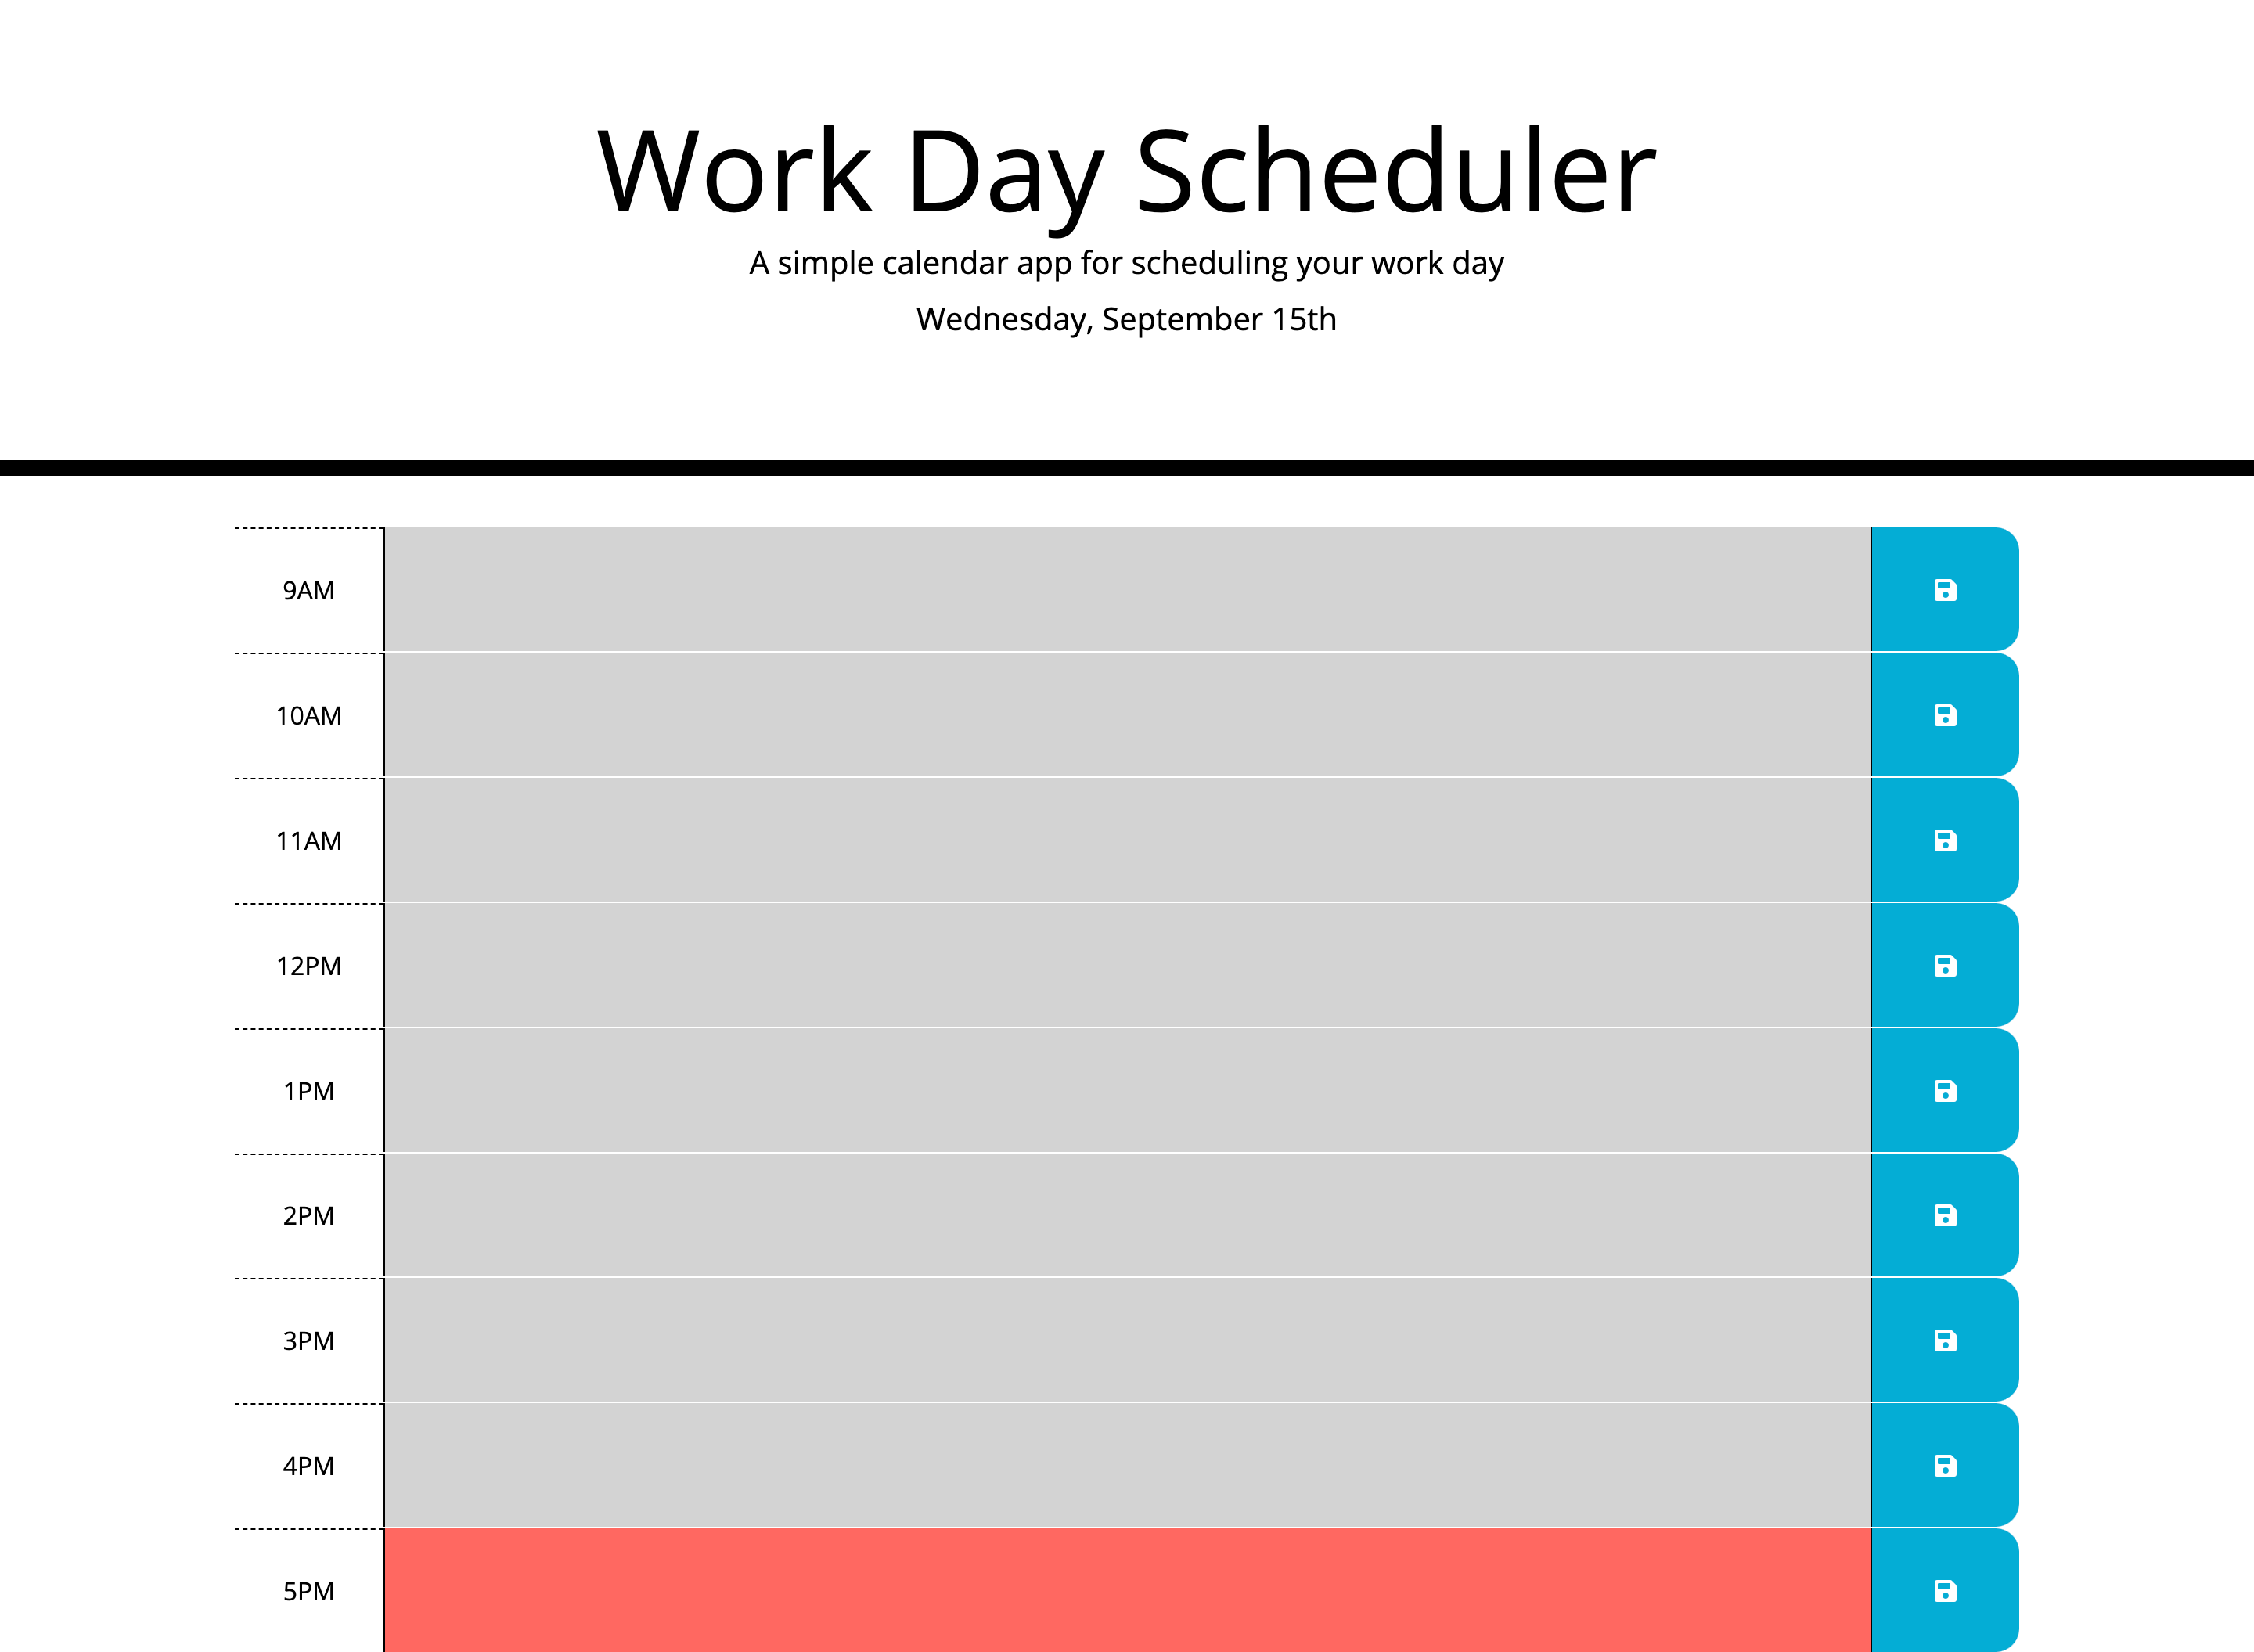 Work Day Scheduler
A simple calendar app for scheduling your work day
Wednesday, September 15th
9AM
10AM
11AM
12PM
1PM
2PM
3PM
4PM
5PM